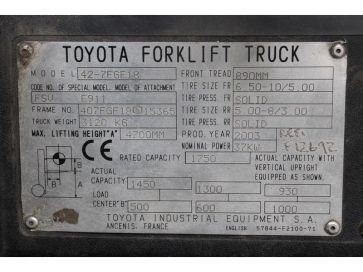 TOYOTA FORKLIFT TRUCK
MODEL 42-7FGF18 FRONT TREAD 890MM
CODE NO. OF SPECIAL MODEL. MODEL OF ATTACHMENT TIRE SIZE FR 6.50-10/5.00
FSV E911 TIRE PRESS. FR SOLID
FRAME NO. 407FGF18 15365 TIRE SIZE RR 5.00-8/3.00
TRUCK WEIGHT 3120 KG TIRE PRESS. RR SOLID
MAX. LIFTING HEIGHT"A" 4700MM PROD. YEAR 2003
NOMINAL POWER 37KW
CE RATED CAPACITY 1750 ACTUAL CAPACITY WITH
VERTICAL UPRIGHT
EQUIPPED AS SHOWN.
A B B
ACTUAL
CAPACITY 1450 1300 930
LOAD
CENTER"B" 500 600 1000
TOYOTA INDUSTRIAL EQUIPMENT S.A.
ANCENIS, FRANCE ENGLISH 57844-F2100-71